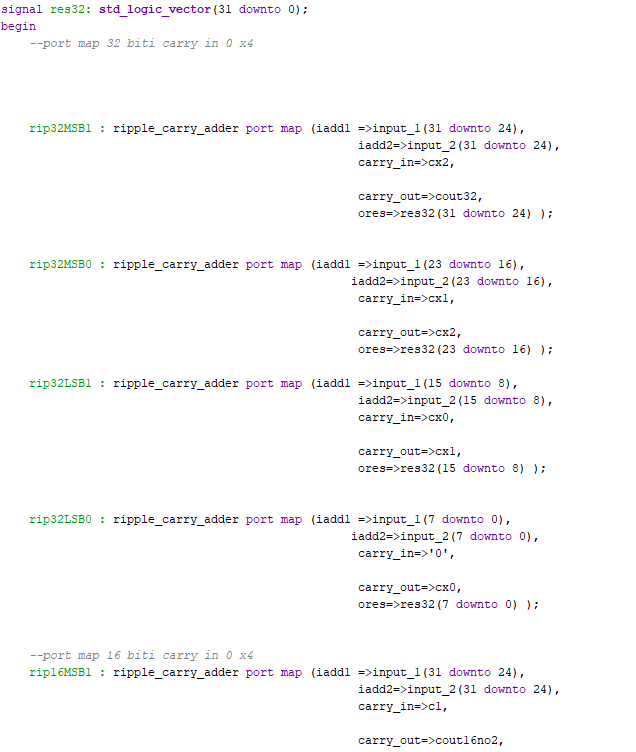 signal res32: std_logic_vector(31 downto 0);
begin
--port map 32 biti carry in 0 x4
rip32MSB1 : ripple_carry_adder port map (iadd1 =>input_1(31 downto 24),
iadd2=>input_2(31 downto 24),
carry_in=>cx2,
carry_out=>cout32,
ores=>res32(31 downto 24) );
rip32MSB0 : ripple_carry_adder port map (iadd1 =>input_1(23 downto 16),
iadd2=>input_2(23 downto 16),
carry_in=>cx1,
carry_out=>cx2,
ores=>res32(23 downto 16) );
rip32LSB1 : ripple_carry_adder port map (iadd1 =>input_1(15 downto 8),
iadd2=>input_2(15 downto 8),
carry_in=>cx0,
carry_out=>cx1,
ores=>res32(15 downto 8) );
rip32LSB0 : ripple_carry_adder port map (iadd1 =>input_1(7 downto 0),
iadd2=>input_2(7 downto 0),
carry_in=>'0',
carry_out=>cx0,
ores=>res32(7 downto 0) );
--port map 16 biti carry in 0 x4
rip16MSB1 : ripple_carry_adder port map (iadd1 =>input_1(31 downto 24),
iadd2=>input_2(31 downto 24),
carry_in=>c1,
carry_out=>cout16no2,